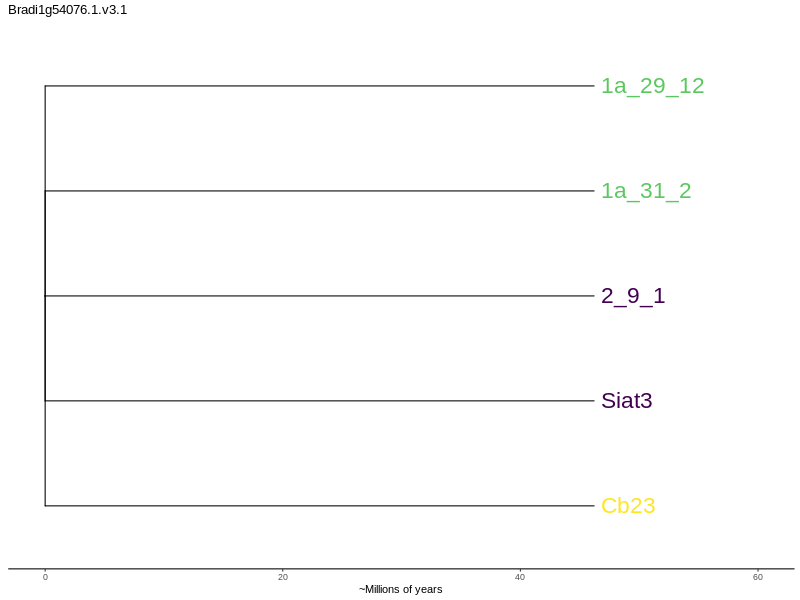 Bradi1g54076.1.v3.1
1a_29_12
1a_31_2
2_9_1
Siat3
Cb23
0 20 40 60
~Millions of years